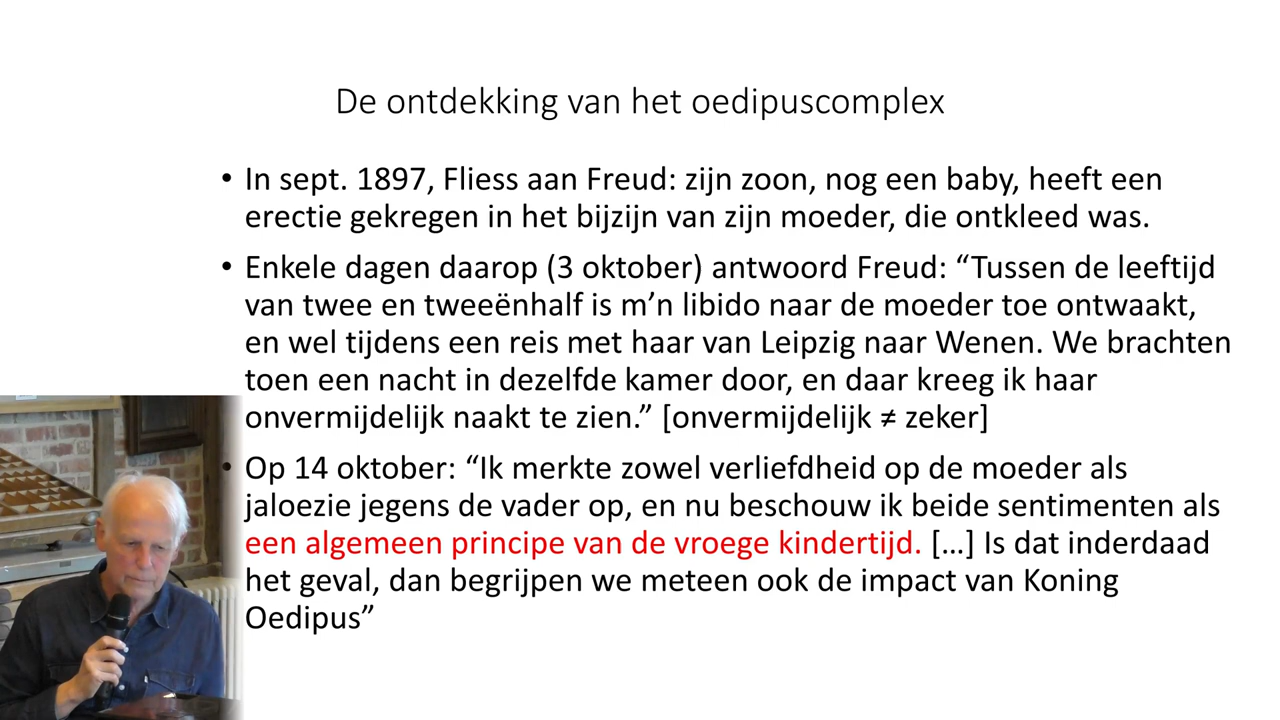 De ontdekking van het oedipuscomplex
• In sept. 1897, Fliess aan Freud: zijn zoon, nog een baby, heeft een
erectie gekregen in het bijzijn van zijn moeder, die ontkleed was.
• Enkele dagen daarop (3 oktober) antwoord Freud: “Tussen de leeftijd
van twee en tweeënhalf is m’n libido naar de moeder toe ontwaakt,
en wel tijdens een reis met haar van Leipzig naar Wenen. We brachten
toen een nacht in dezelfde kamer door, en daar kreeg ik haar
onvermijdelijk naakt te zien.” [onvermijdelijk ≠ zeker]
• Op 14 oktober: “Ik merkte zowel verliefdheid op de moeder als
jaloezie jegens de vader op, en nu beschouw ik beide sentimenten als
een algemeen principe van de vroege kindertijd. […] Is dat inderdaad
het geval, dan begrijpen we meteen ook de impact van Koning
Oedipus”